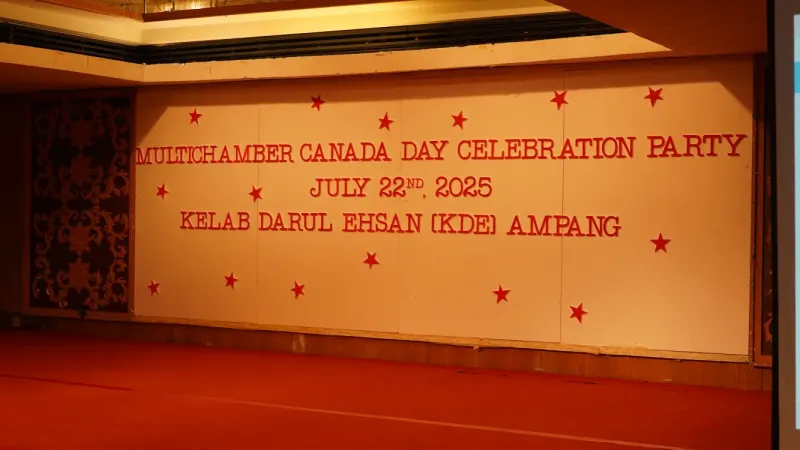 MULTICHAMBER CANADA DAY CELEBRATION PARTY
JULY 22ND, 2025
KELAB DARUL EHSAN (KDE) AMPANG